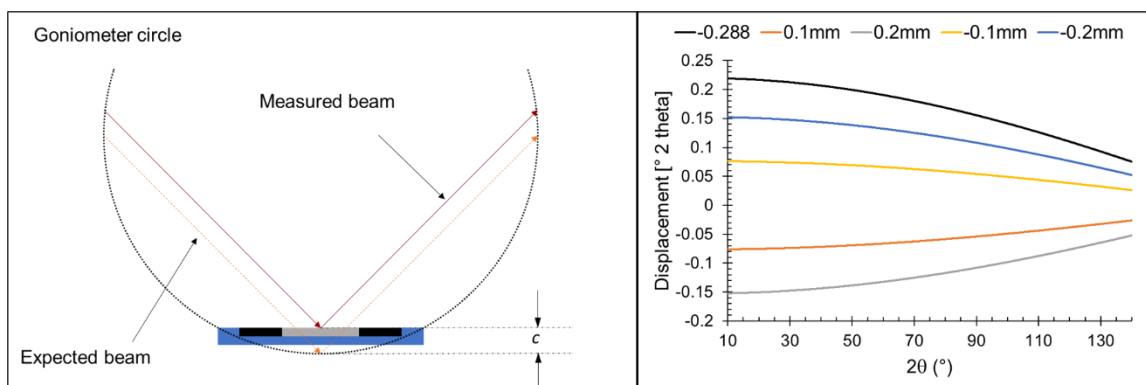 Goniometer circle
Measured beam
Expected beam
c
-0.288 0.1mm 0.2mm -0.1mm -0.2mm
Displacement [° 2 theta]
0.25
0.2
0.15
0.1
0.05
0
-0.05
-0.1
-0.15
-0.2
10 30 50 70 90 110 130
2θ (°)